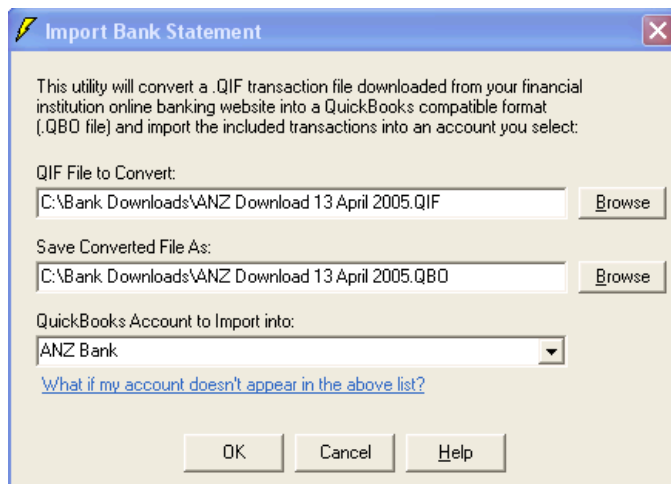 Import Bank Statement
This utility will convert a .QIF transaction file downloaded from your financial
institution online banking website into a QuickBooks compatible format
(.QBO file) and import the included transactions into an account you select:
QIF File to Convert:
C:\Bank Downloads\ANZ Download 13 April 2005.QIF
Browse
Save Converted File As:
C:\Bank Downloads\ANZ Download 13 April 2005.QBO
Browse
QuickBooks Account to Import into:
ANZ Bank
What if my account doesn't appear in the above list?
OK Cancel Help